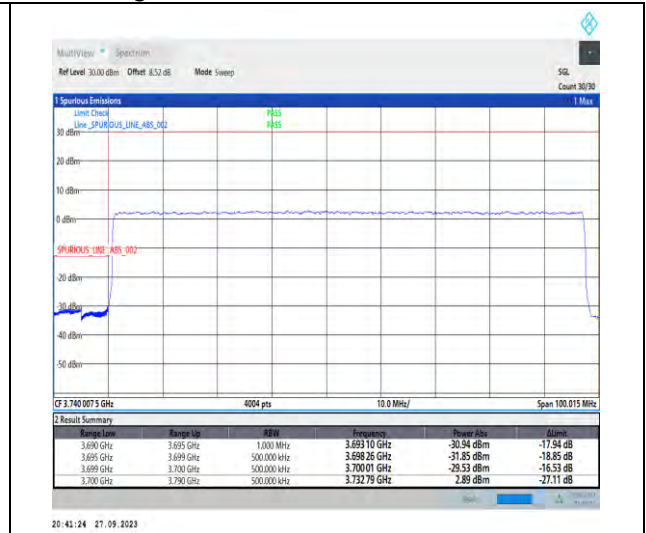 MultiView Spectrum
Ref Level 30.00 dBm Offset 8.52 dB Mode Sweep SGL
Count 30/30
1 Spurious Emissions 1 Max
Limit Check PASS
Line _SPURIOUS_LINE_ABS_002 PASS
30 dBm
20 dBm
10 dBm
0 dBm
SPURIOUS_LINE_ABS_002
-20 dBm
-30 dBm
-40 dBm
-50 dBm
CF 3.740 007 5 GHz 4004 pts 10.0 MHz/ Span 100.015 MHz
2 Result Summary
Range Low Range Up RBW Frequency Power Abs ΔLimit
3.690 GHz 3.695 GHz 1.000 MHz 3.693 10 GHz -30.94 dBm -17.94 dB
3.695 GHz 3.699 GHz 500.000 kHz 3.698 26 GHz -31.85 dBm -18.85 dB
3.699 GHz 3.700 GHz 500.000 kHz 3.700 01 GHz -29.53 dBm -16.53 dB
3.700 GHz 3.790 GHz 500.000 kHz 3.732 79 GHz 2.89 dBm -27.11 dB
20:41:24 27.09.2023